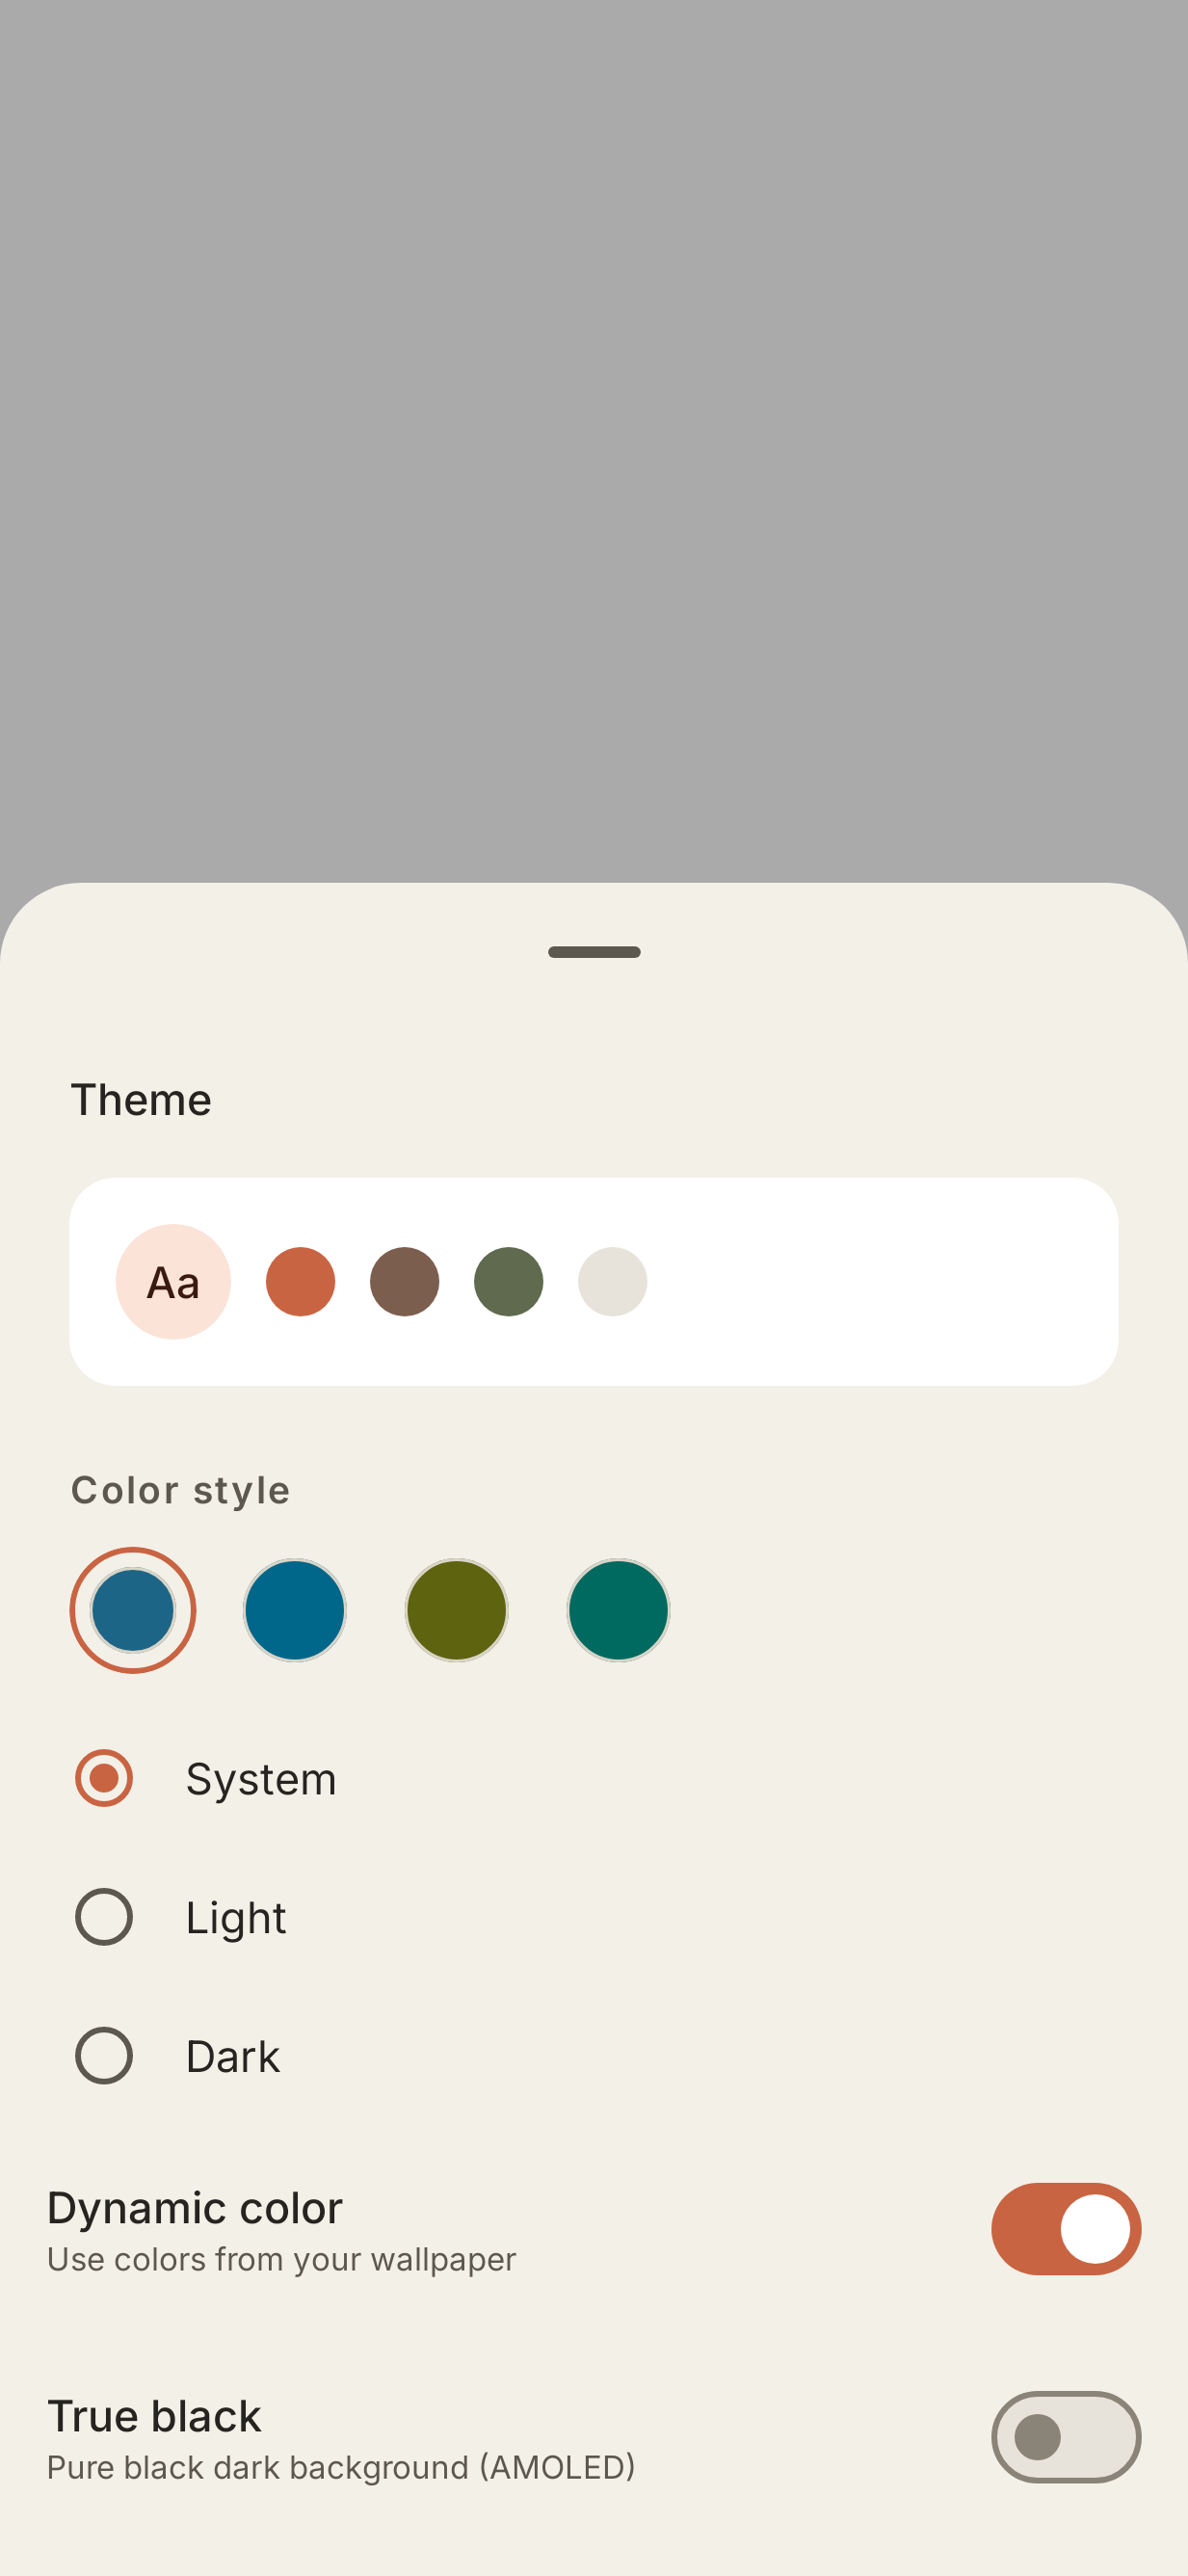 Theme
Aa
Color style
System
Light
Dark
Dynamic color
Use colors from your wallpaper
True black
Pure black dark background (AMOLED)